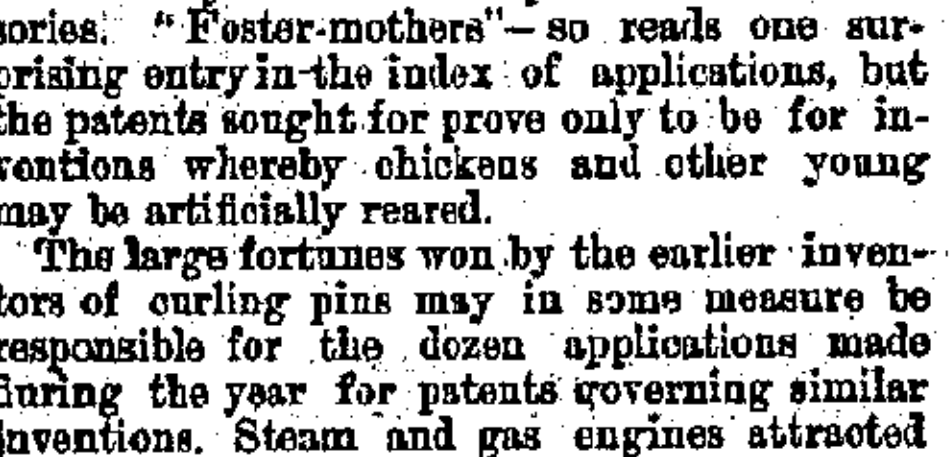 sories. "Foster-mothers"—so reads one sur-
prising entry in the index of applications, but
the patents sought for prove only to be for in-
ventions whereby chickens and other young
may be artificially reared.
The large fortunes won by the earlier inven-
tors of curling pins may in some measure be
responsible for the dozen applications made
during the year for patents governing similar
inventions. Steam and gas engines attracted